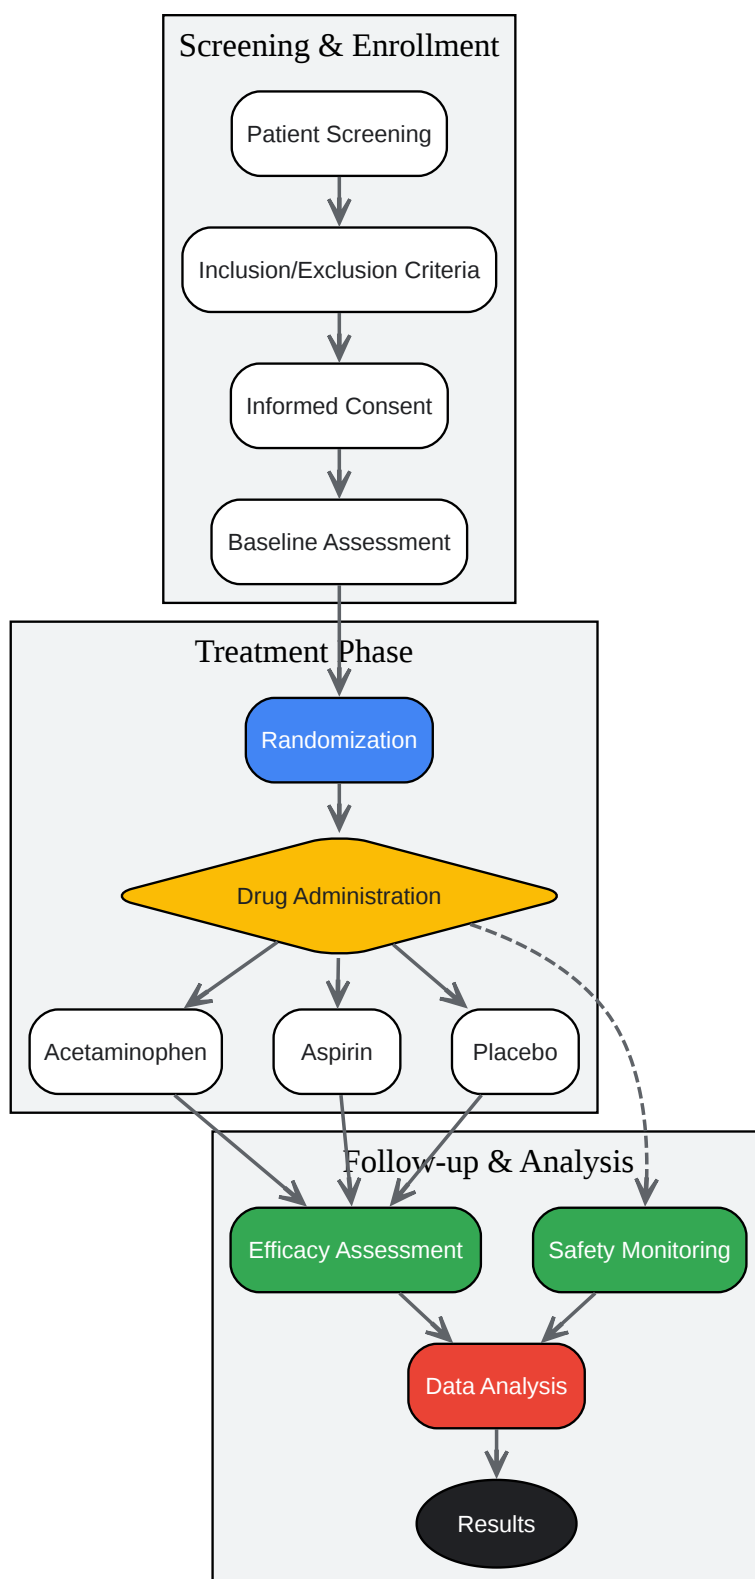 Screening & Enrollment
Patient Screening
Inclusion/Exclusion Criteria
Informed Consent
Baseline Assessment
Treatment Phase
Randomization
Drug Administration
Acetaminophen
Aspirin
Placebo
Follow-up & Analysis
Efficacy Assessment
Safety Monitoring
Data Analysis
Results